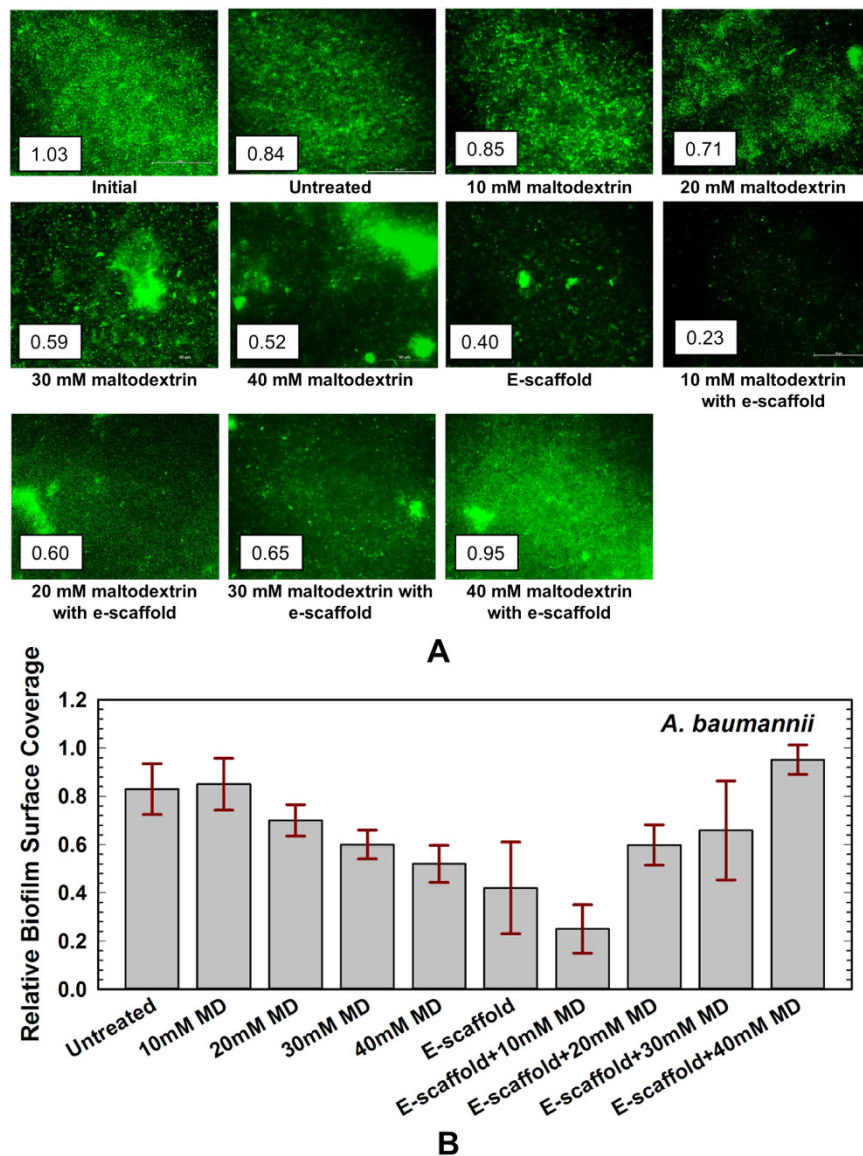 1.03
0.84
0.85
0.71
Initial
Untreated
10 mM maltodextrin
20 mM maltodextrin
0.59
0.52
0.40
0.23
30 mM maltodextrin
40 mM maltodextrin
E-scaffold
10 mM maltodextrin
with e-scaffold
0.60
0.65
0.95
20 mM maltodextrin
with e-scaffold
30 mM maltodextrin with
e-scaffold
40 mM maltodextrin
with e-scaffold
A
Relative Biofilm Surface Coverage
1.2
1.0
0.8
0.6
0.4
0.2
0.0
A. baumannii
Untreated
10mM MD
20mM MD
30mM MD
40mM MD
E-scaffold
E-scaffold+10mM MD
E-scaffold+20mM MD
E-scaffold+30mM MD
E-scaffold+40mM MD
B